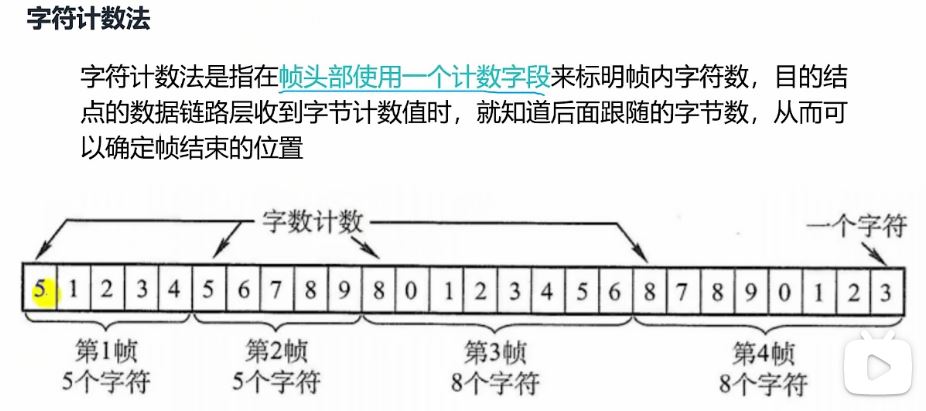 字符计数法
字符计数法是指在帧头部使用一个计数字段来标明帧内字符数，目的结
点的数据链路层收到字节计数值时，就知道后面跟随的字节数，从而可
以确定帧结束的位置
字数计数
一个字符
5 1 2 3 4 5 6 7 8 9 8 0 1 2 3 4 5 6 8 7 8 9 0 1 2 3
第1帧 第2帧 第3帧 第4帧
5个字符 5个字符 8个字符 8个字符